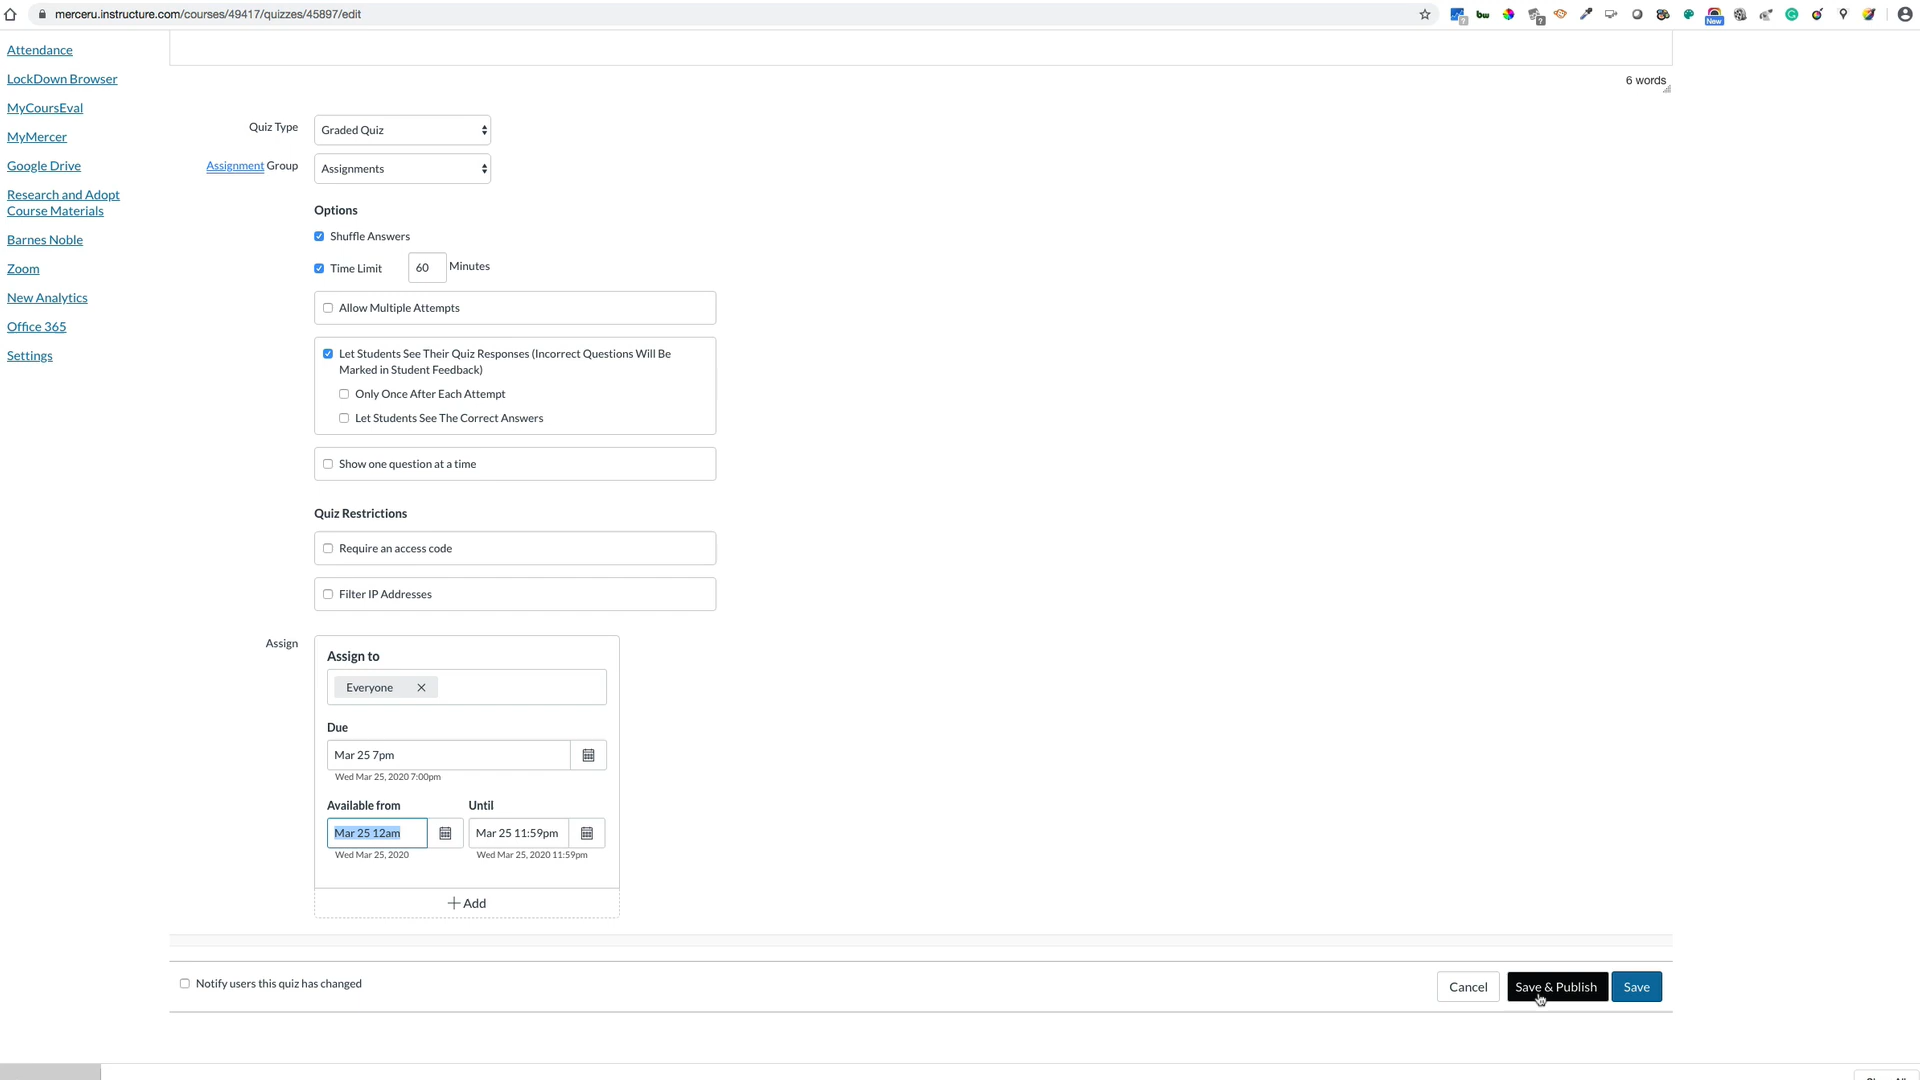 merceru.instructure.com/courses/49417/quizzes/45897/edit
New
Attendance
LockDown Browser
MyCoursEval
MyMercer
Google Drive
Research and Adopt
Course Materials
Barnes Noble
Zoom
New Analytics
Office 365
Settings
6 words
Quiz Type
Graded Quiz
Assignment Group
Assignments
Options
Shuffle Answers
Time Limit 60 Minutes
Allow Multiple Attempts
Let Students See Their Quiz Responses (Incorrect Questions Will Be
Marked in Student Feedback)
Only Once After Each Attempt
Let Students See The Correct Answers
Show one question at a time
Quiz Restrictions
Require an access code
Filter IP Addresses
Assign
Assign to
Everyone
Due
Mar 25 7pm
Wed Mar 25, 2020 7:00pm
Available from Until
Mar 25 12am Mar 25 11:59pm
Wed Mar 25, 2020 Wed Mar 25, 2020 11:59pm
+ Add
Notify users this quiz has changed
Cancel Save & Publish Save